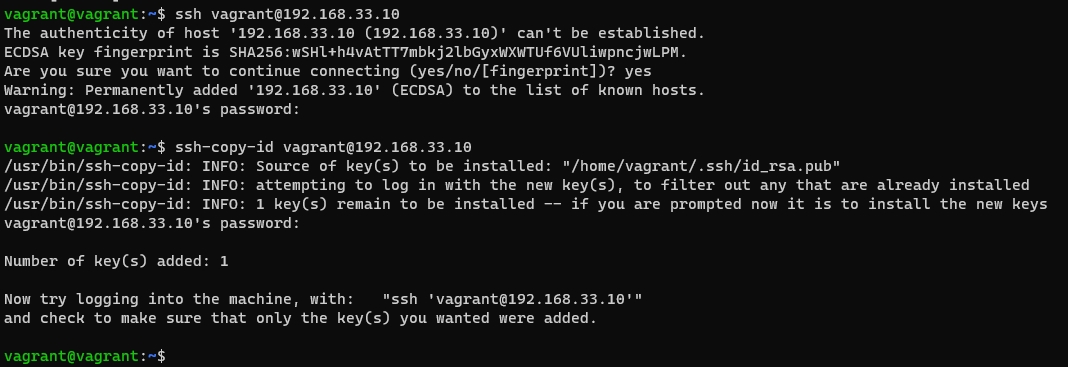 vagrant@vagrant:~$ ssh vagrant@192.168.33.10
The authenticity of host '192.168.33.10 (192.168.33.10)' can't be established.
ECDSA key fingerprint is SHA256:wSHl+h4vAtTT7mbkj2lbGyxWXWTUf6VUliwpncjwLPM.
Are you sure you want to continue connecting (yes/no/[fingerprint])? yes
Warning: Permanently added '192.168.33.10' (ECDSA) to the list of known hosts.
vagrant@192.168.33.10's password:
vagrant@vagrant:~$ ssh-copy-id vagrant@192.168.33.10
/usr/bin/ssh-copy-id: INFO: Source of key(s) to be installed: "/home/vagrant/.ssh/id_rsa.pub"
/usr/bin/ssh-copy-id: INFO: attempting to log in with the new key(s), to filter out any that are already installed
/usr/bin/ssh-copy-id: INFO: 1 key(s) remain to be installed -- if you are prompted now it is to install the new keys
vagrant@192.168.33.10's password:
Number of key(s) added: 1
Now try logging into the machine, with:   "ssh 'vagrant@192.168.33.10'"
and check to make sure that only the key(s) you wanted were added.
vagrant@vagrant:~$